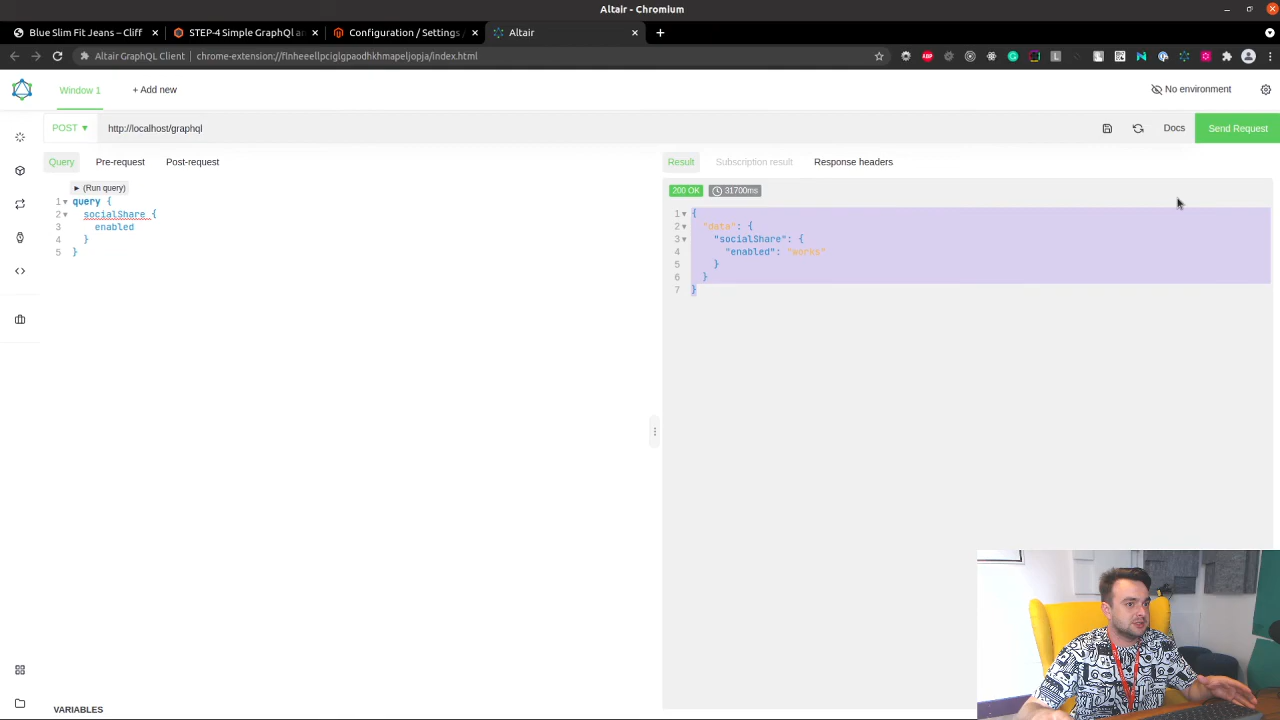 Altair - Chromium
Blue Slim Fit Jeans – Cliff
STEP-4 Simple GraphQl an
Configuration / Settings /
Altair
Altair GraphQL Client
chrome-extension://flnheeellpciglgpaodhkhmapeljopja/index.html
Window 1
+ Add new
No environment
POST
http://localhost/graphql
Docs
Send Request
Query
Pre-request
Post-request
Result
Subscription result
Response headers
(Run query)
200 OK
31700ms
1 query {
2 socialShare {
3 enabled
4 }
5 }
1 {
2 "data": {
3 "socialShare": {
4 "enabled": "works"
5 }
6 }
7 }
VARIABLES